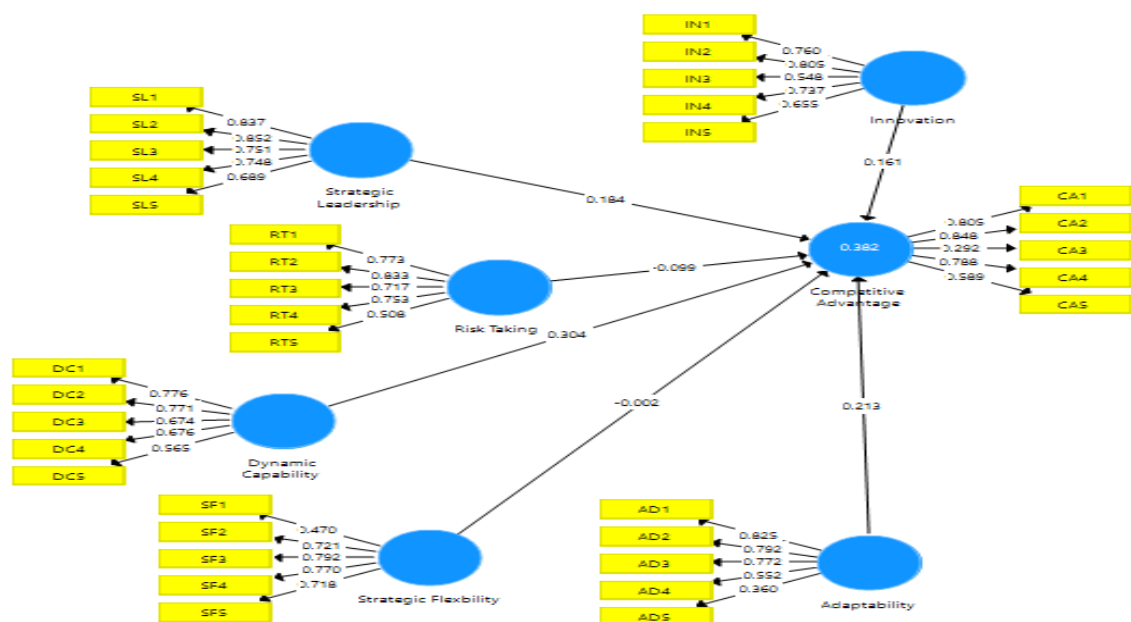 IN1
IN2
IN3
IN4
IN5
0.760
0.805
0.548
0.737
0.655
Innovation
0.161
SL1
SL2
SL3
SL4
SL5
0.837
0.852
0.751
0.748
0.689
Strategic
Leadership
0.184
RT1
RT2
RT3
RT4
RT5
0.773
0.833
0.717
0.753
0.508
Risk Taking
-0.099
0.382
Competitive
Advantage
0.805
0.848
0.292
0.788
0.589
CA1
CA2
CA3
CA4
CA5
DC1
DC2
DC3
DC4
DC5
0.776
0.771
0.674
0.676
0.565
Dynamic
Capability
0.304
SF1
SF2
SF3
SF4
SF5
0.470
0.721
0.792
0.770
0.718
Strategic Flexbility
-0.002
AD1
AD2
AD3
AD4
AD5
0.825
0.792
0.772
0.552
0.360
Adaptability
0.213